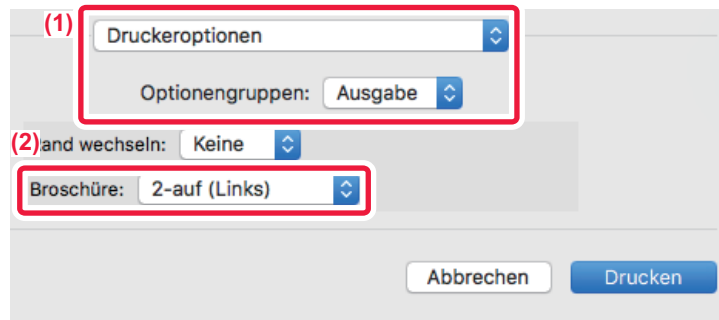 (1)
Druckeroptionen
Optionengruppen: Ausgabe
(2) and wechseln: Keine
Broschüre: 2-auf (Links)
Abbrechen Drucken